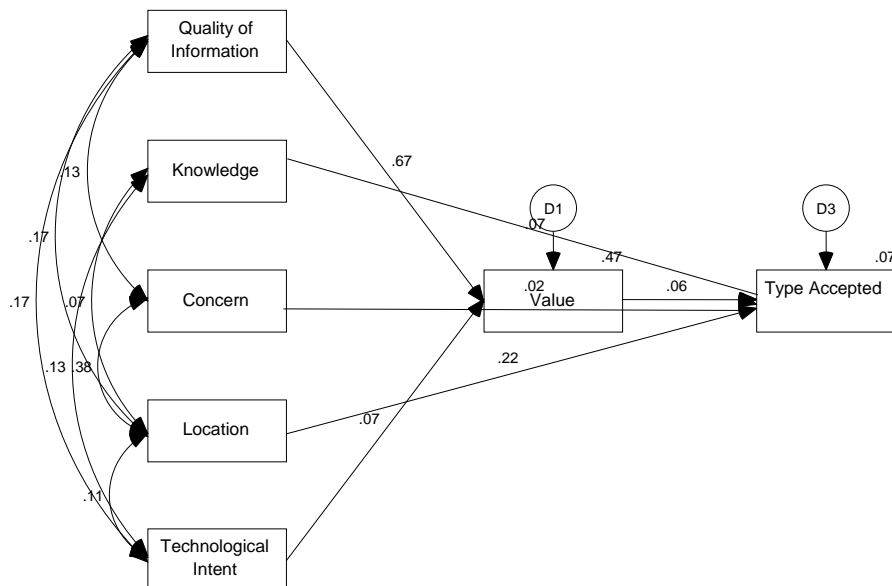 Quality of
Information
.67
Knowledge
.13
D1
D3
.07
.17
.47
.07
Concern
.02
Value
.06
Type Accepted
.17
.07
.13
.38
.22
Location
.07
.11
Technological
Intent